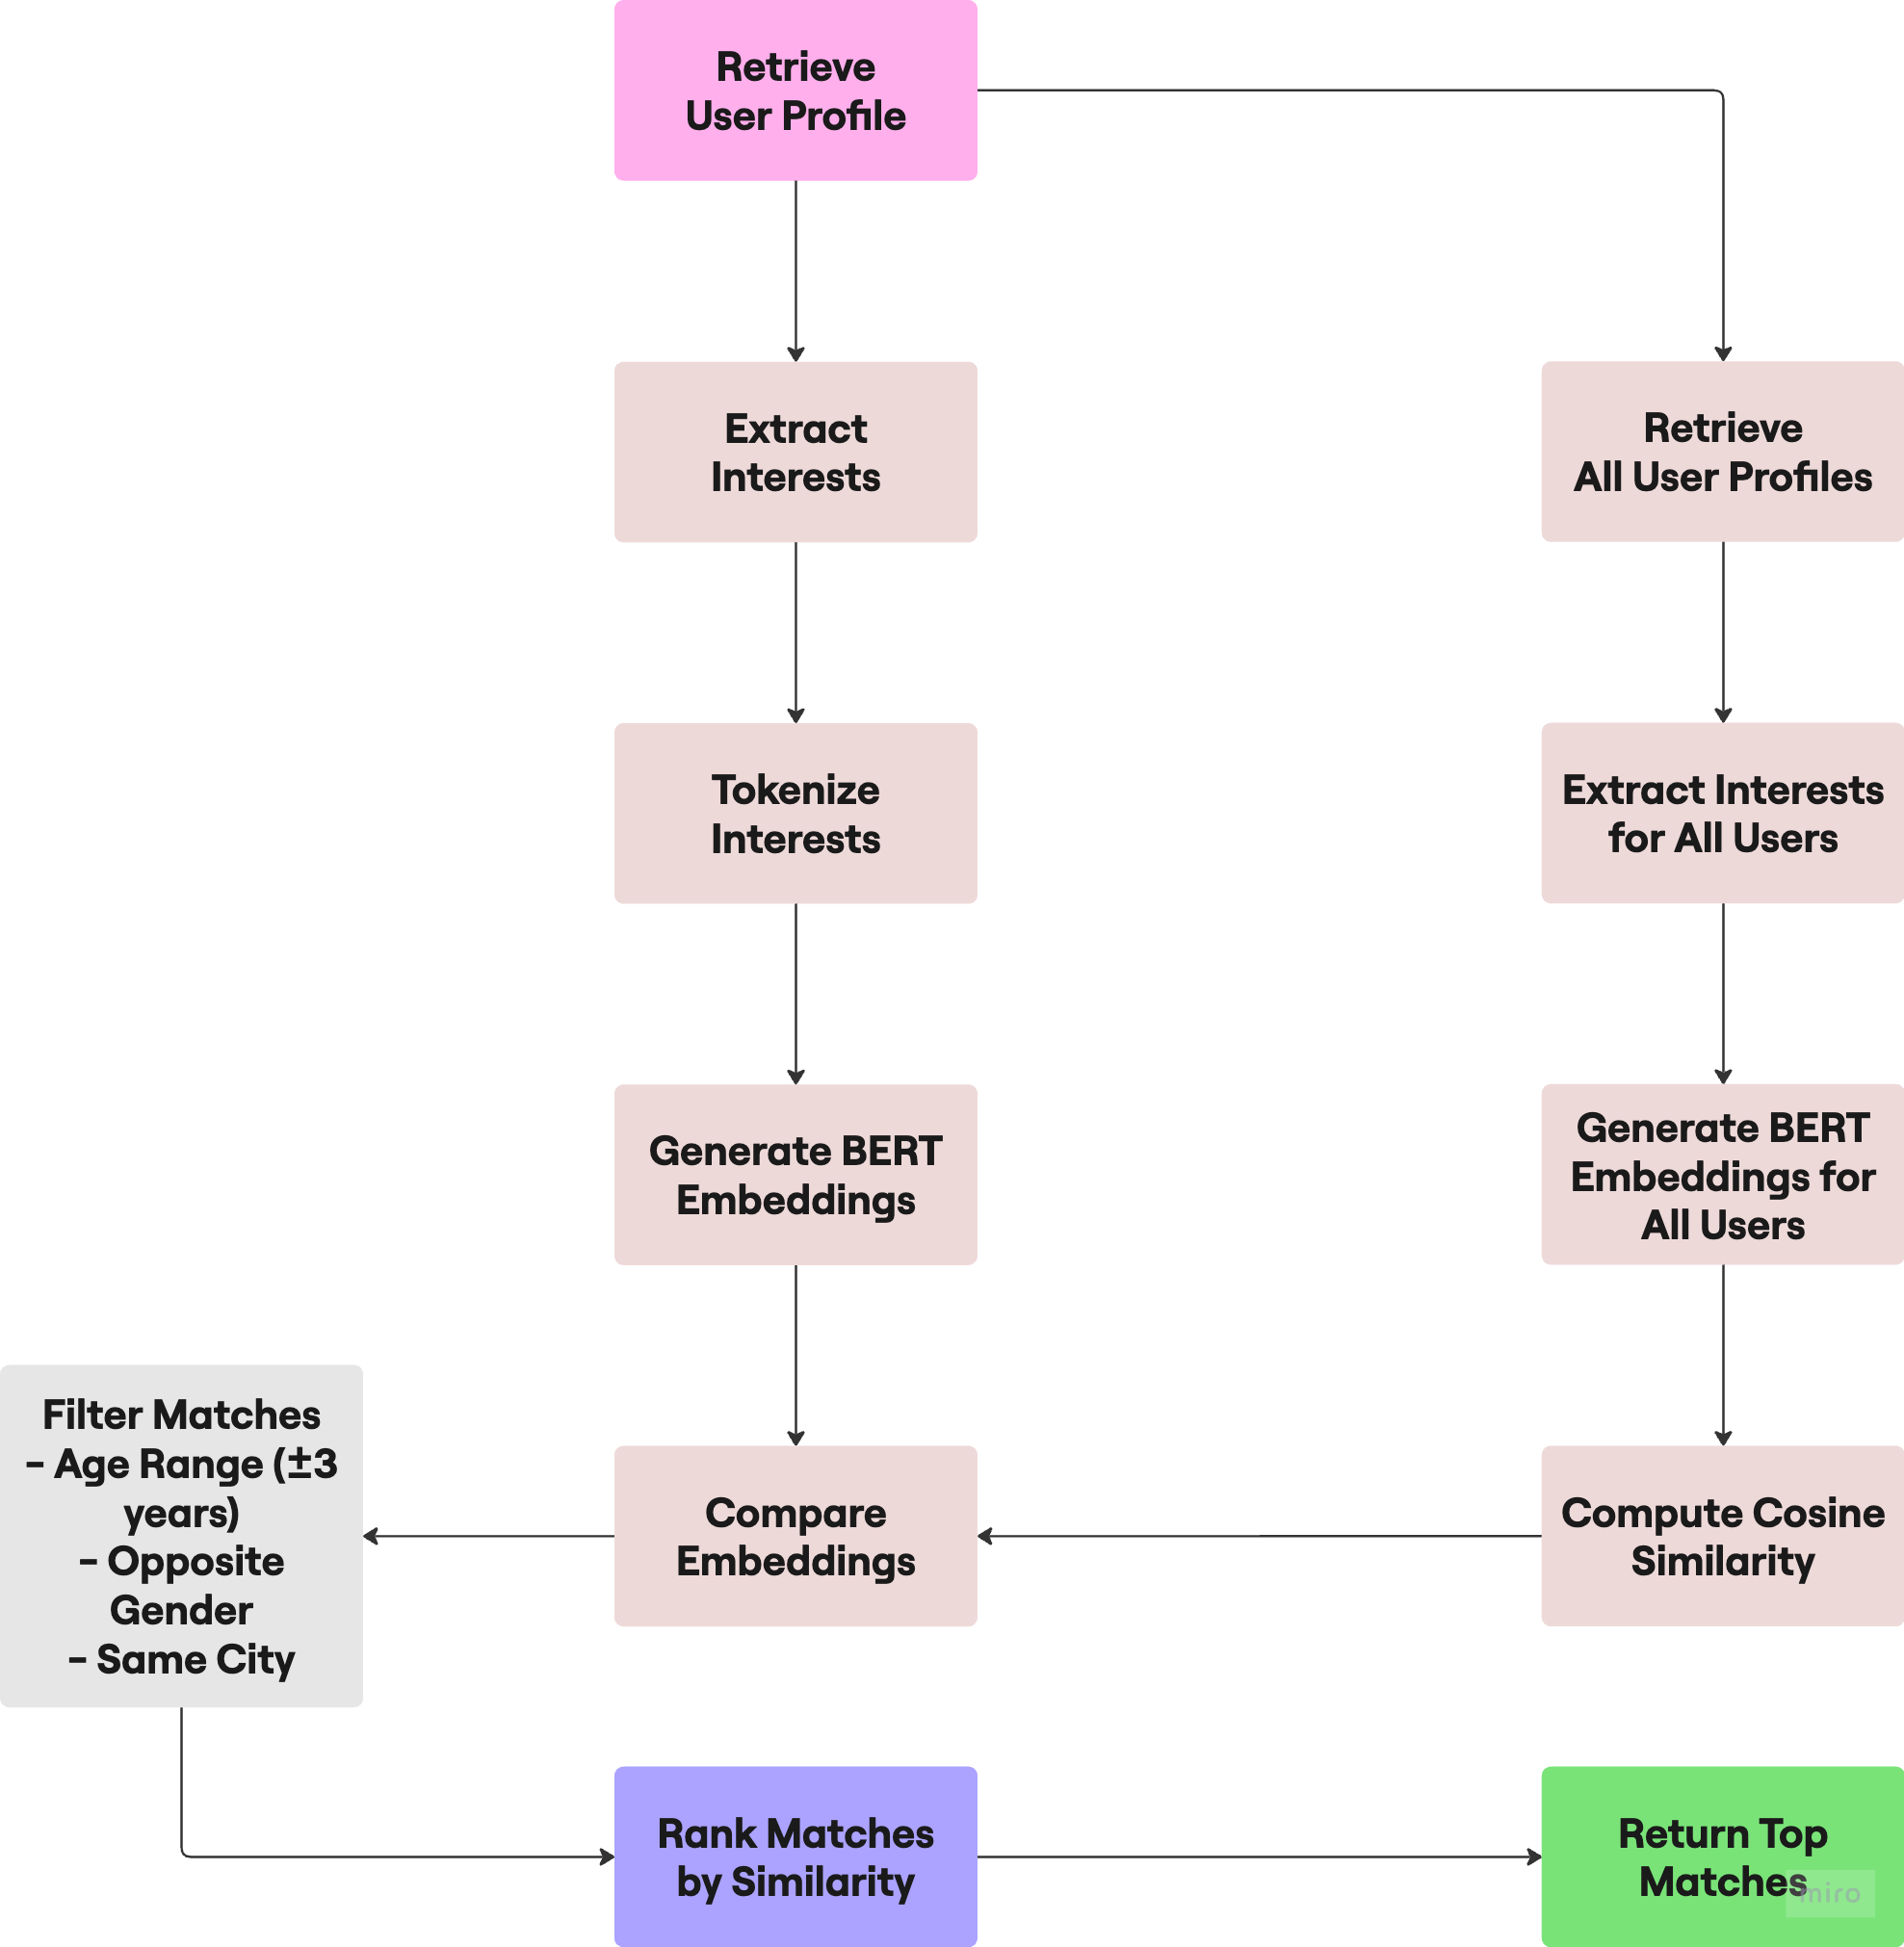 Retrieve
User Profile
Extract
Interests
Retrieve
All User Profiles
Tokenize
Interests
Extract Interests
for All Users
Generate BERT
Embeddings
Generate BERT
Embeddings for
All Users
Filter Matches
- Age Range (±3
years)
- Opposite
Gender
- Same City
Compare
Embeddings
Compute Cosine
Similarity
Rank Matches
by Similarity
Return Top
Matches
miro